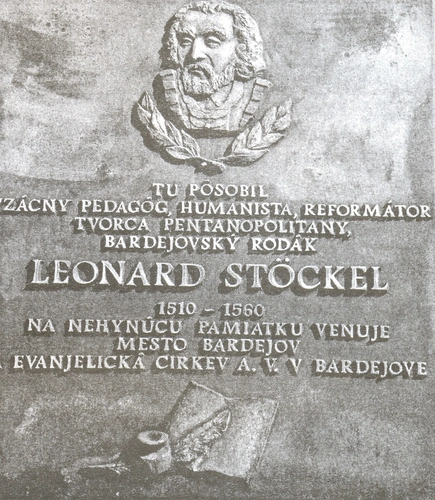 TU PÔSOBIL
VZÁCNY PEDAGÓG, HUMANISTA, REFORMÁTOR
TVORCA PENTANOPOLITANY,
BARDEJOVSKÝ RODÁK
LEONARD STÖCKEL
1510 – 1560
NA NEHYNÚCU PAMIATKU VENUJE
MESTO BARDEJOV
A EVANJELICKÁ CIRKEV A. V. V BARDEJOVE